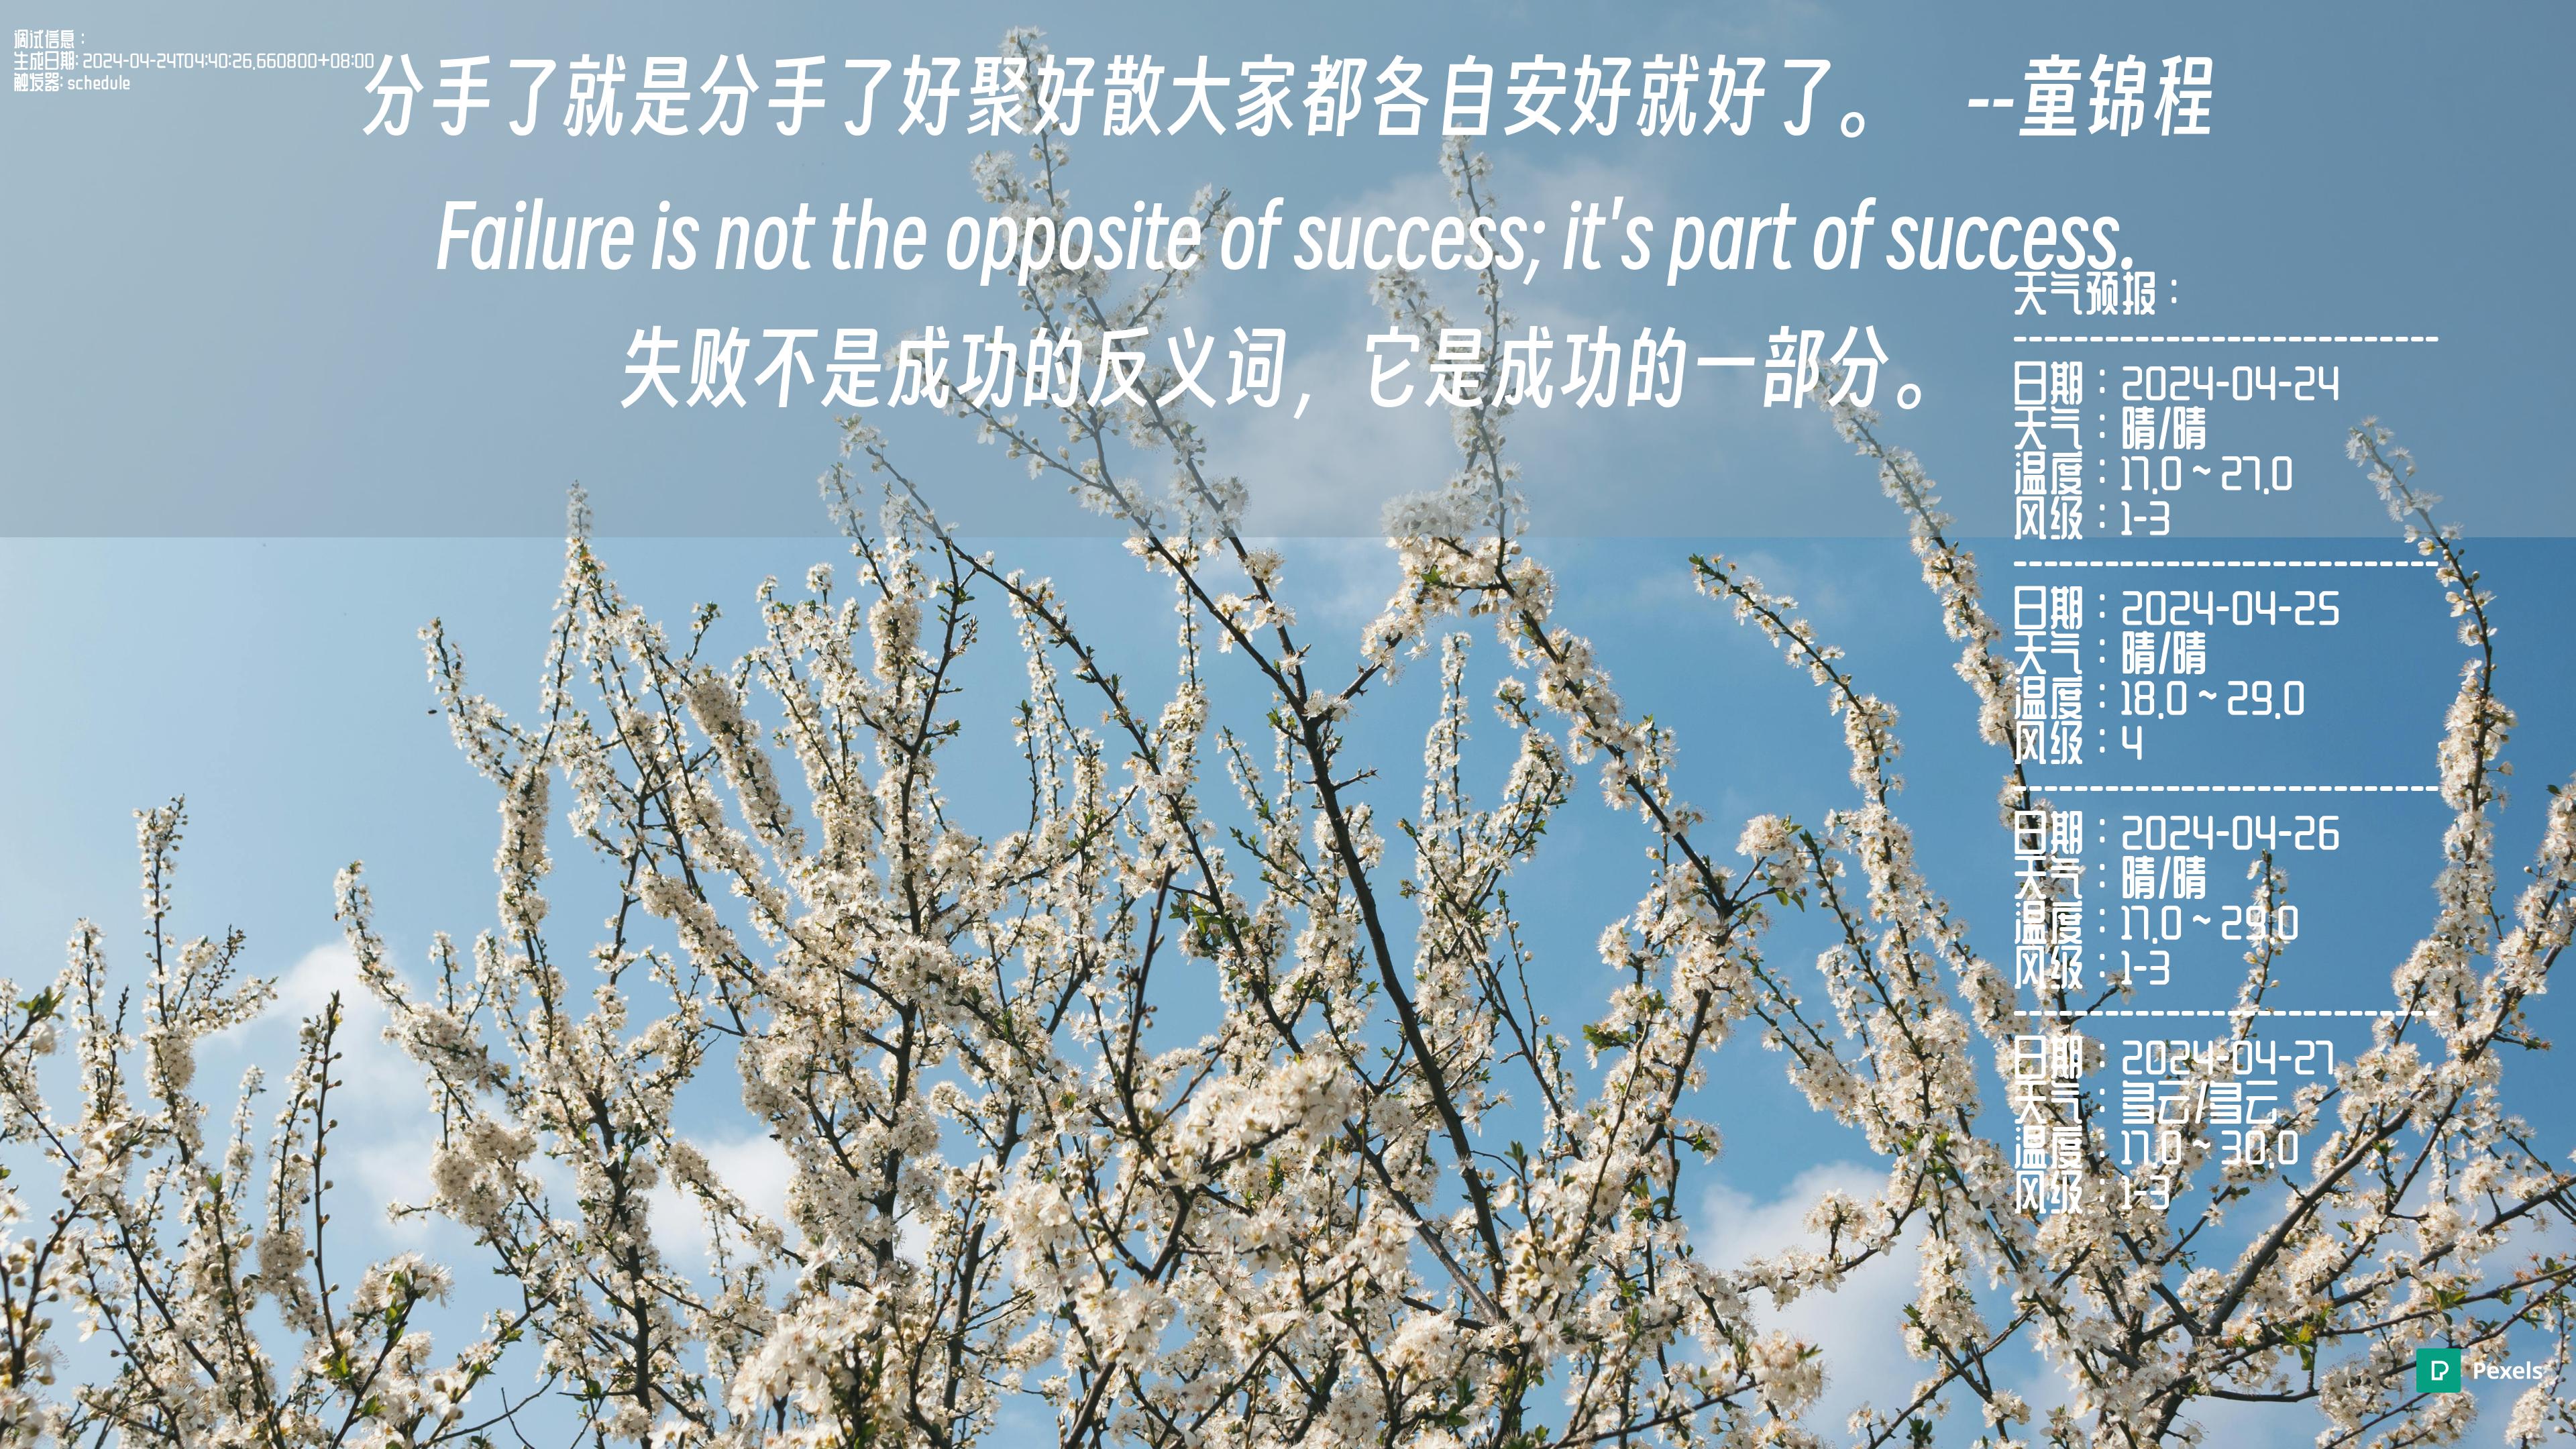 调试信息：
生成日期: 2024-04-24T04:40:26.660800+08:00
触发器: schedule
分手了就是分手了好聚好散大家都各自安好就好了。 --童锦程
Failure is not the opposite of success; it's part of success.
失败不是成功的反义词，它是成功的一部分。
天气预报：
----------------------------
日期：2024-04-24
天气：晴/晴
温度：17.0 ~ 27.0
风级：1-3
----------------------------
日期：2024-04-25
天气：晴/晴
温度：18.0 ~ 29.0
风级：4
----------------------------
日期：2024-04-26
天气：晴/晴
温度：17.0 ~ 29.0
风级：1-3
----------------------------
日期：2024-04-27
天气：多云/多云
温度：17.0 ~ 30.0
风级：1-3
Pexels